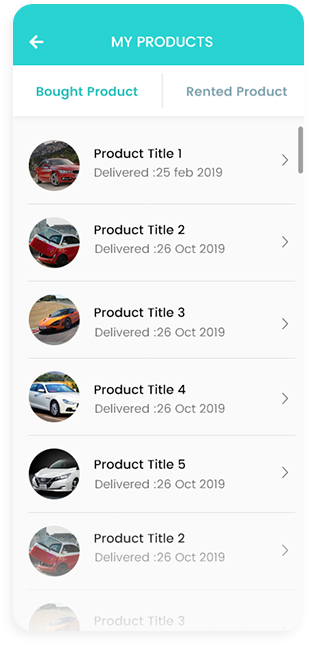 MY PRODUCTS
Bought Product
Rented Product
Product Title 1
Delivered :25 feb 2019
Product Title 2
Delivered :26 Oct 2019
Product Title 3
Delivered :26 Oct 2019
Product Title 4
Delivered :26 Oct 2019
Product Title 5
Delivered :26 Oct 2019
Product Title 2
Delivered :26 Oct 2019
Product Title 3